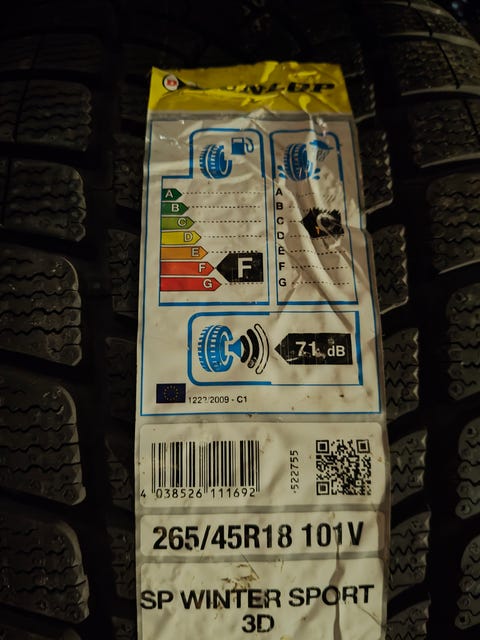 DUNLOP
A
B
C
D
E
F
G
F
A
B
C
D
E
F
G
71 dB
1222/2009 - C1
4 038526 111692
522755
265/45R18 101V
SP WINTER SPORT
3D